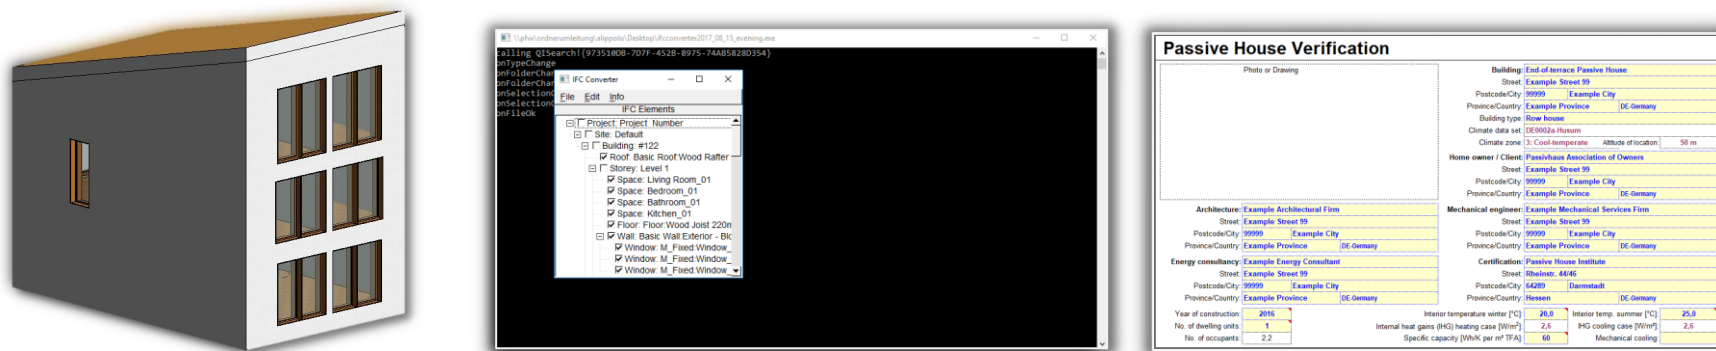 \\phix\ordnerumleitung\alippolis\Desktop\ifcconverter2017_08_15_evening.exe
calling QISearch!{973510DB-7D7F-452B-8975-74A85828D354}
onTypeChange
onFolderChan
onFolderChan
onSelectionC
onSelectionC
onFileOk
IFC Converter
File Edit Info
IFC Elements
Project: Project Number
Site: Default
Building: #122
Roof: Basic Roof:Wood Rafter
Storey: Level 1
Space: Living Room_01
Space: Bedroom_01
Space: Bathroom_01
Space: Kitchen_01
Floor: Floor:Wood Joist 220m
Wall: Basic Wall:Exterior - Blo
Window: M_Fixed:Window_
Window: M_Fixed:Window_
Window: M_Fixed:Window_
Passive House Verification
Photo or Drawing
Building: End-of-terrace Passive House
Street: Example Street 99
Postcode/City: 99999 Example City
Province/Country: Example Province DE-Germany
Building type: Row house
Climate data set: DE0002a-Husum
Climate zone: 3: Cool-temperate Altitude of location: 50 m
Home owner / Client: Passivhaus Association of Owners
Street: Example Street 99
Postcode/City: 99999 Example City
Province/Country: Example Province DE-Germany
Architecture: Example Architectural Firm
Street: Example Street 99
Postcode/City: 99999 Example City
Province/Country: Example Province DE-Germany
Mechanical engineer: Example Mechanical Services Firm
Street: Example Street 99
Postcode/City: 99999 Example City
Province/Country: Example Province DE-Germany
Energy consultancy: Example Energy Consultant
Street: Example Street 99
Postcode/City: 99999 Example City
Province/Country: Example Province DE-Germany
Certification: Passive House Institute
Street: Rheinstr. 44/46
Postcode/City: 64289 Darmstadt
Province/Country: Hessen DE-Germany
Year of construction: 2016 Interior temperature winter [°C]: 20,0 Interior temp. summer [°C]: 25,0
No. of dwelling units: 1 Internal heat gains (IHG) heating case [W/m²]: 2,6 IHG cooling case [W/m²]: 2,6
No. of occupants: 2,2 Specific capacity [Wh/K per m² TFA]: 60 Mechanical cooling: